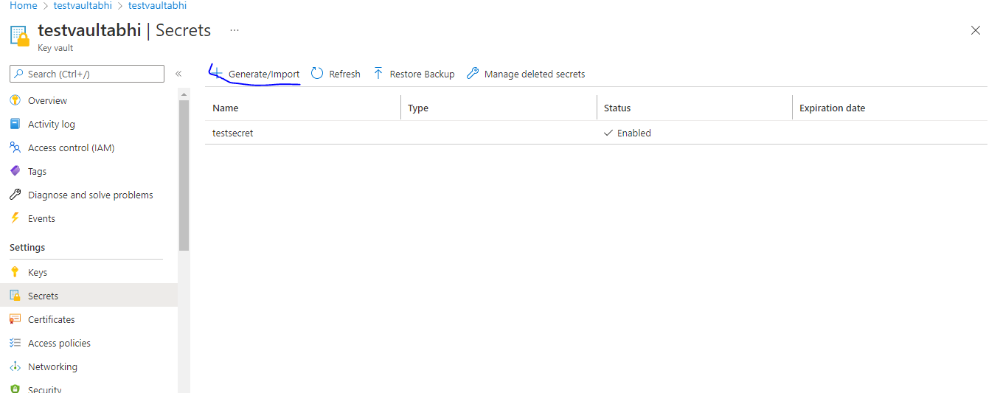 Home > testvaultabhi > testvaultabhi
testvaultabhi | Secrets ...
Key vault
Search (Ctrl+/)
«
Overview
Activity log
Access control (IAM)
Tags
Diagnose and solve problems
Events
Settings
Keys
Secrets
Certificates
Access policies
Networking
Security
Generate/Import Refresh Restore Backup Manage deleted secrets
Name Type Status Expiration date
testsecret Enabled